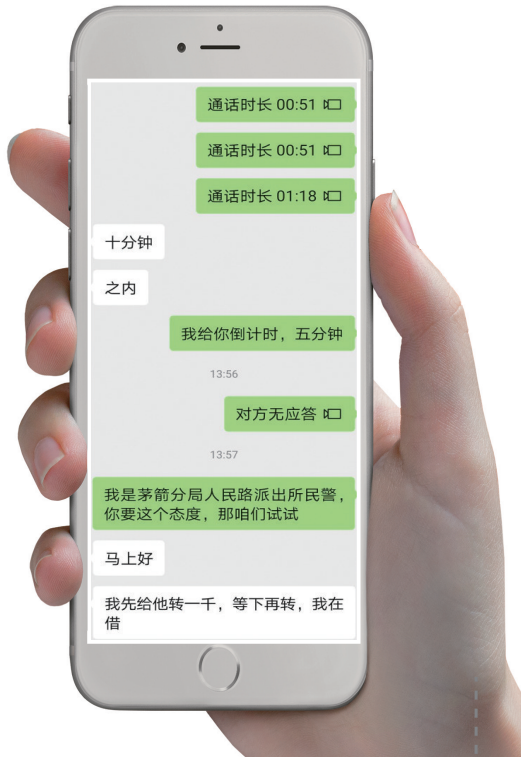 通话时长 00:51
通话时长 00:51
通话时长 01:18
十分钟
之内
我给你倒计时，五分钟
13:56
对方无应答
13:57
我是茅箭分局人民路派出所民警，
你要这个态度，那咱们试试
马上好
我先给他转一千，等下再转，我在
借